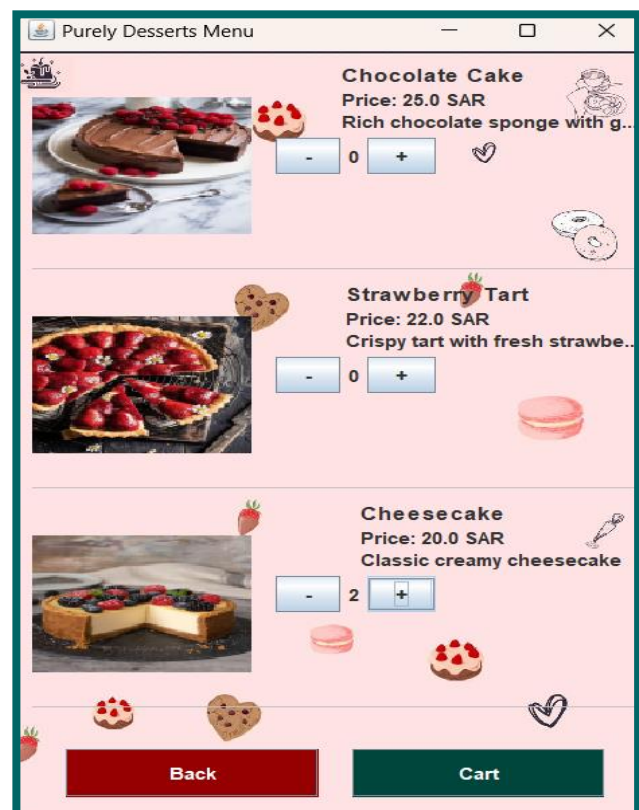 Purely Desserts Menu
Chocolate Cake
Price: 25.0 SAR
Rich chocolate sponge with g...
- 0 +
Strawberry Tart
Price: 22.0 SAR
Crispy tart with fresh strawbe...
- 0 +
Cheesecake
Price: 20.0 SAR
Classic creamy cheesecake
- 2 +
Back Cart